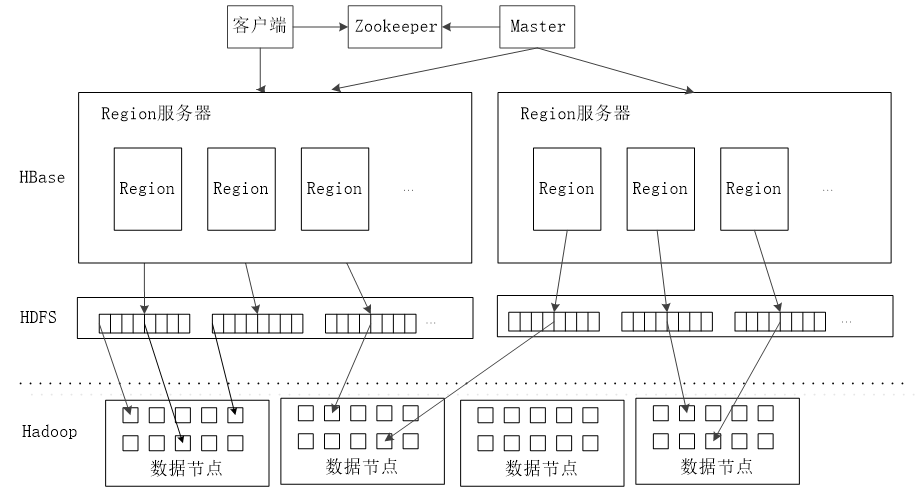 客户端
Zookeeper
Master
Region服务器
Region服务器
HBase
Region
Region
Region
...
Region
Region
Region
...
HDFS
...
...
Hadoop
数据节点
数据节点
数据节点
数据节点